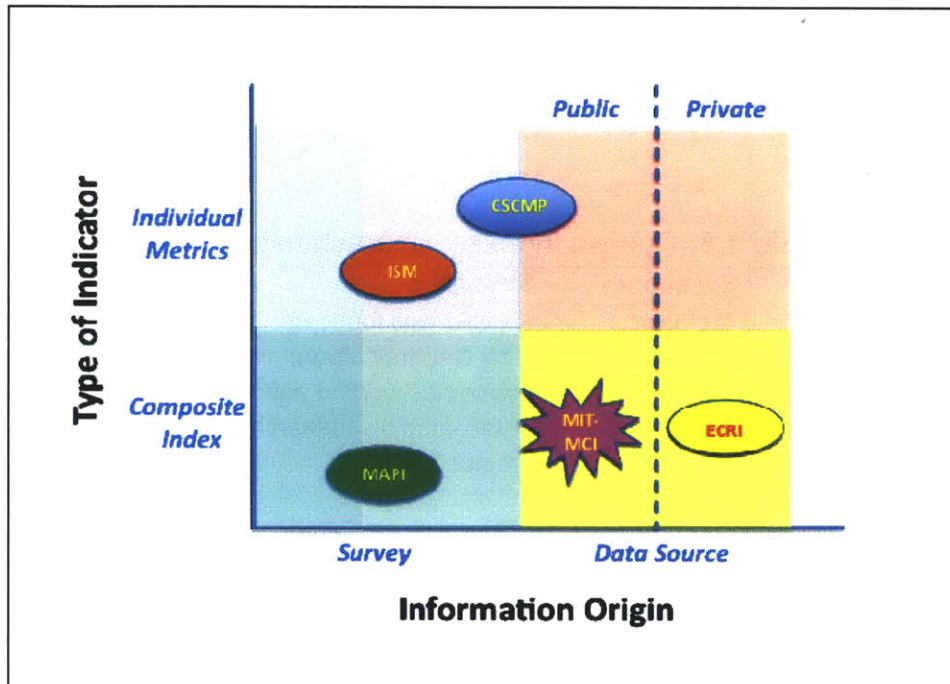 Public Private
Type of Indicator
Individual
Metrics
CSCMP
ISM
Composite
Index
MIT-
MCI
ECRI
MAPI
Survey
Data Source
Information Origin